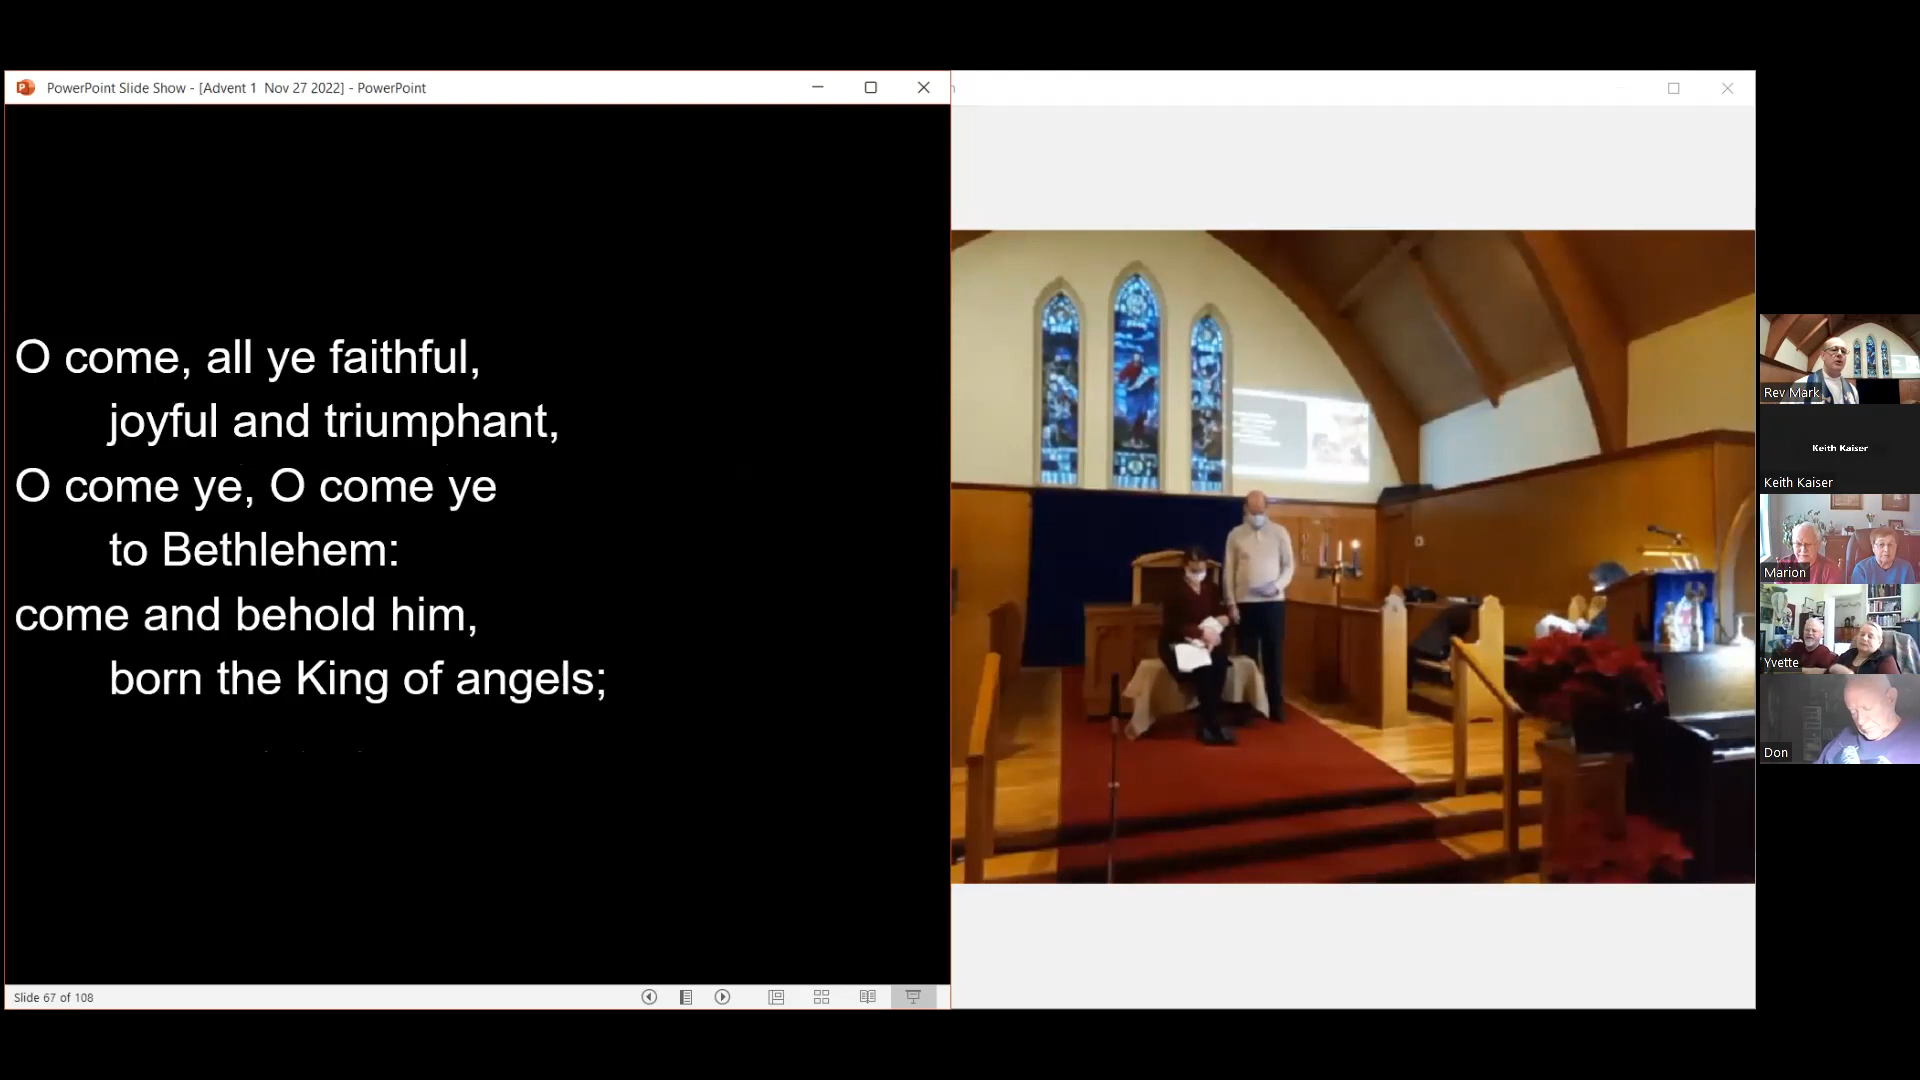 PowerPoint Slide Show - [Advent 1  Nov 27 2022] - PowerPoint
O come, all ye faithful,
joyful and triumphant,
O come ye, O come ye
to Bethlehem:
come and behold him,
born the King of angels;
Slide 67 of 108
Rev Mark
Keith Kaiser
Keith Kaiser
Marion
Yvette
Don